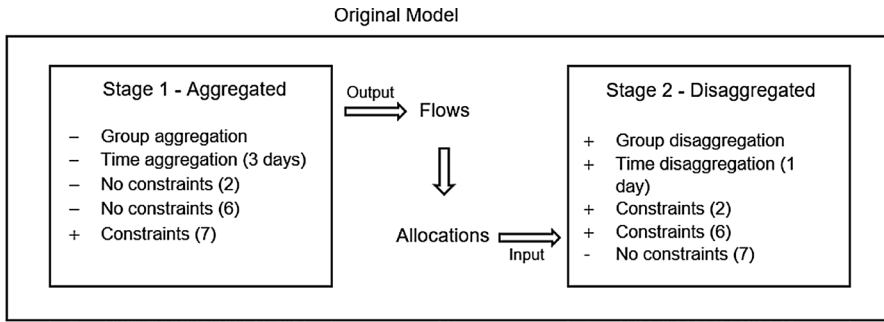 Original Model
Stage 1 - Aggregated
– Group aggregation
– Time aggregation (3 days)
– No constraints (2)
– No constraints (6)
+ Constraints (7)
Output
Flows
Allocations
Input
Stage 2 - Disaggregated
+ Group disaggregation
+ Time disaggregation (1
day)
+ Constraints (2)
+ Constraints (6)
- No constraints (7)